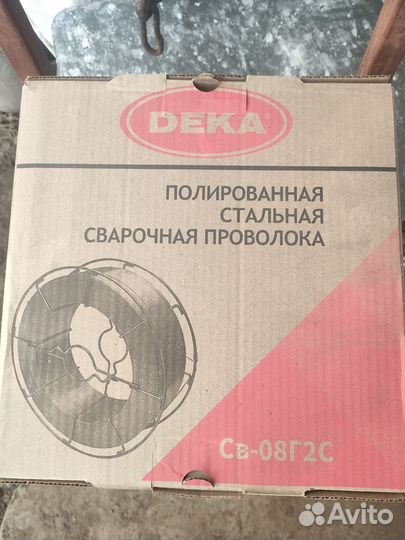 DEKA
ПОЛИРОВАННАЯ
СТАЛЬНАЯ
СВАРОЧНАЯ ПРОВОЛОКА
Св-08Г2С
Avito